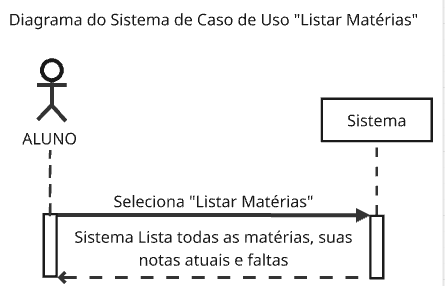 Diagrama do Sistema de Caso de Uso "Listar Matérias"
ALUNO
Sistema
Seleciona "Listar Matérias"
Sistema Lista todas as matérias, suas
notas atuais e faltas